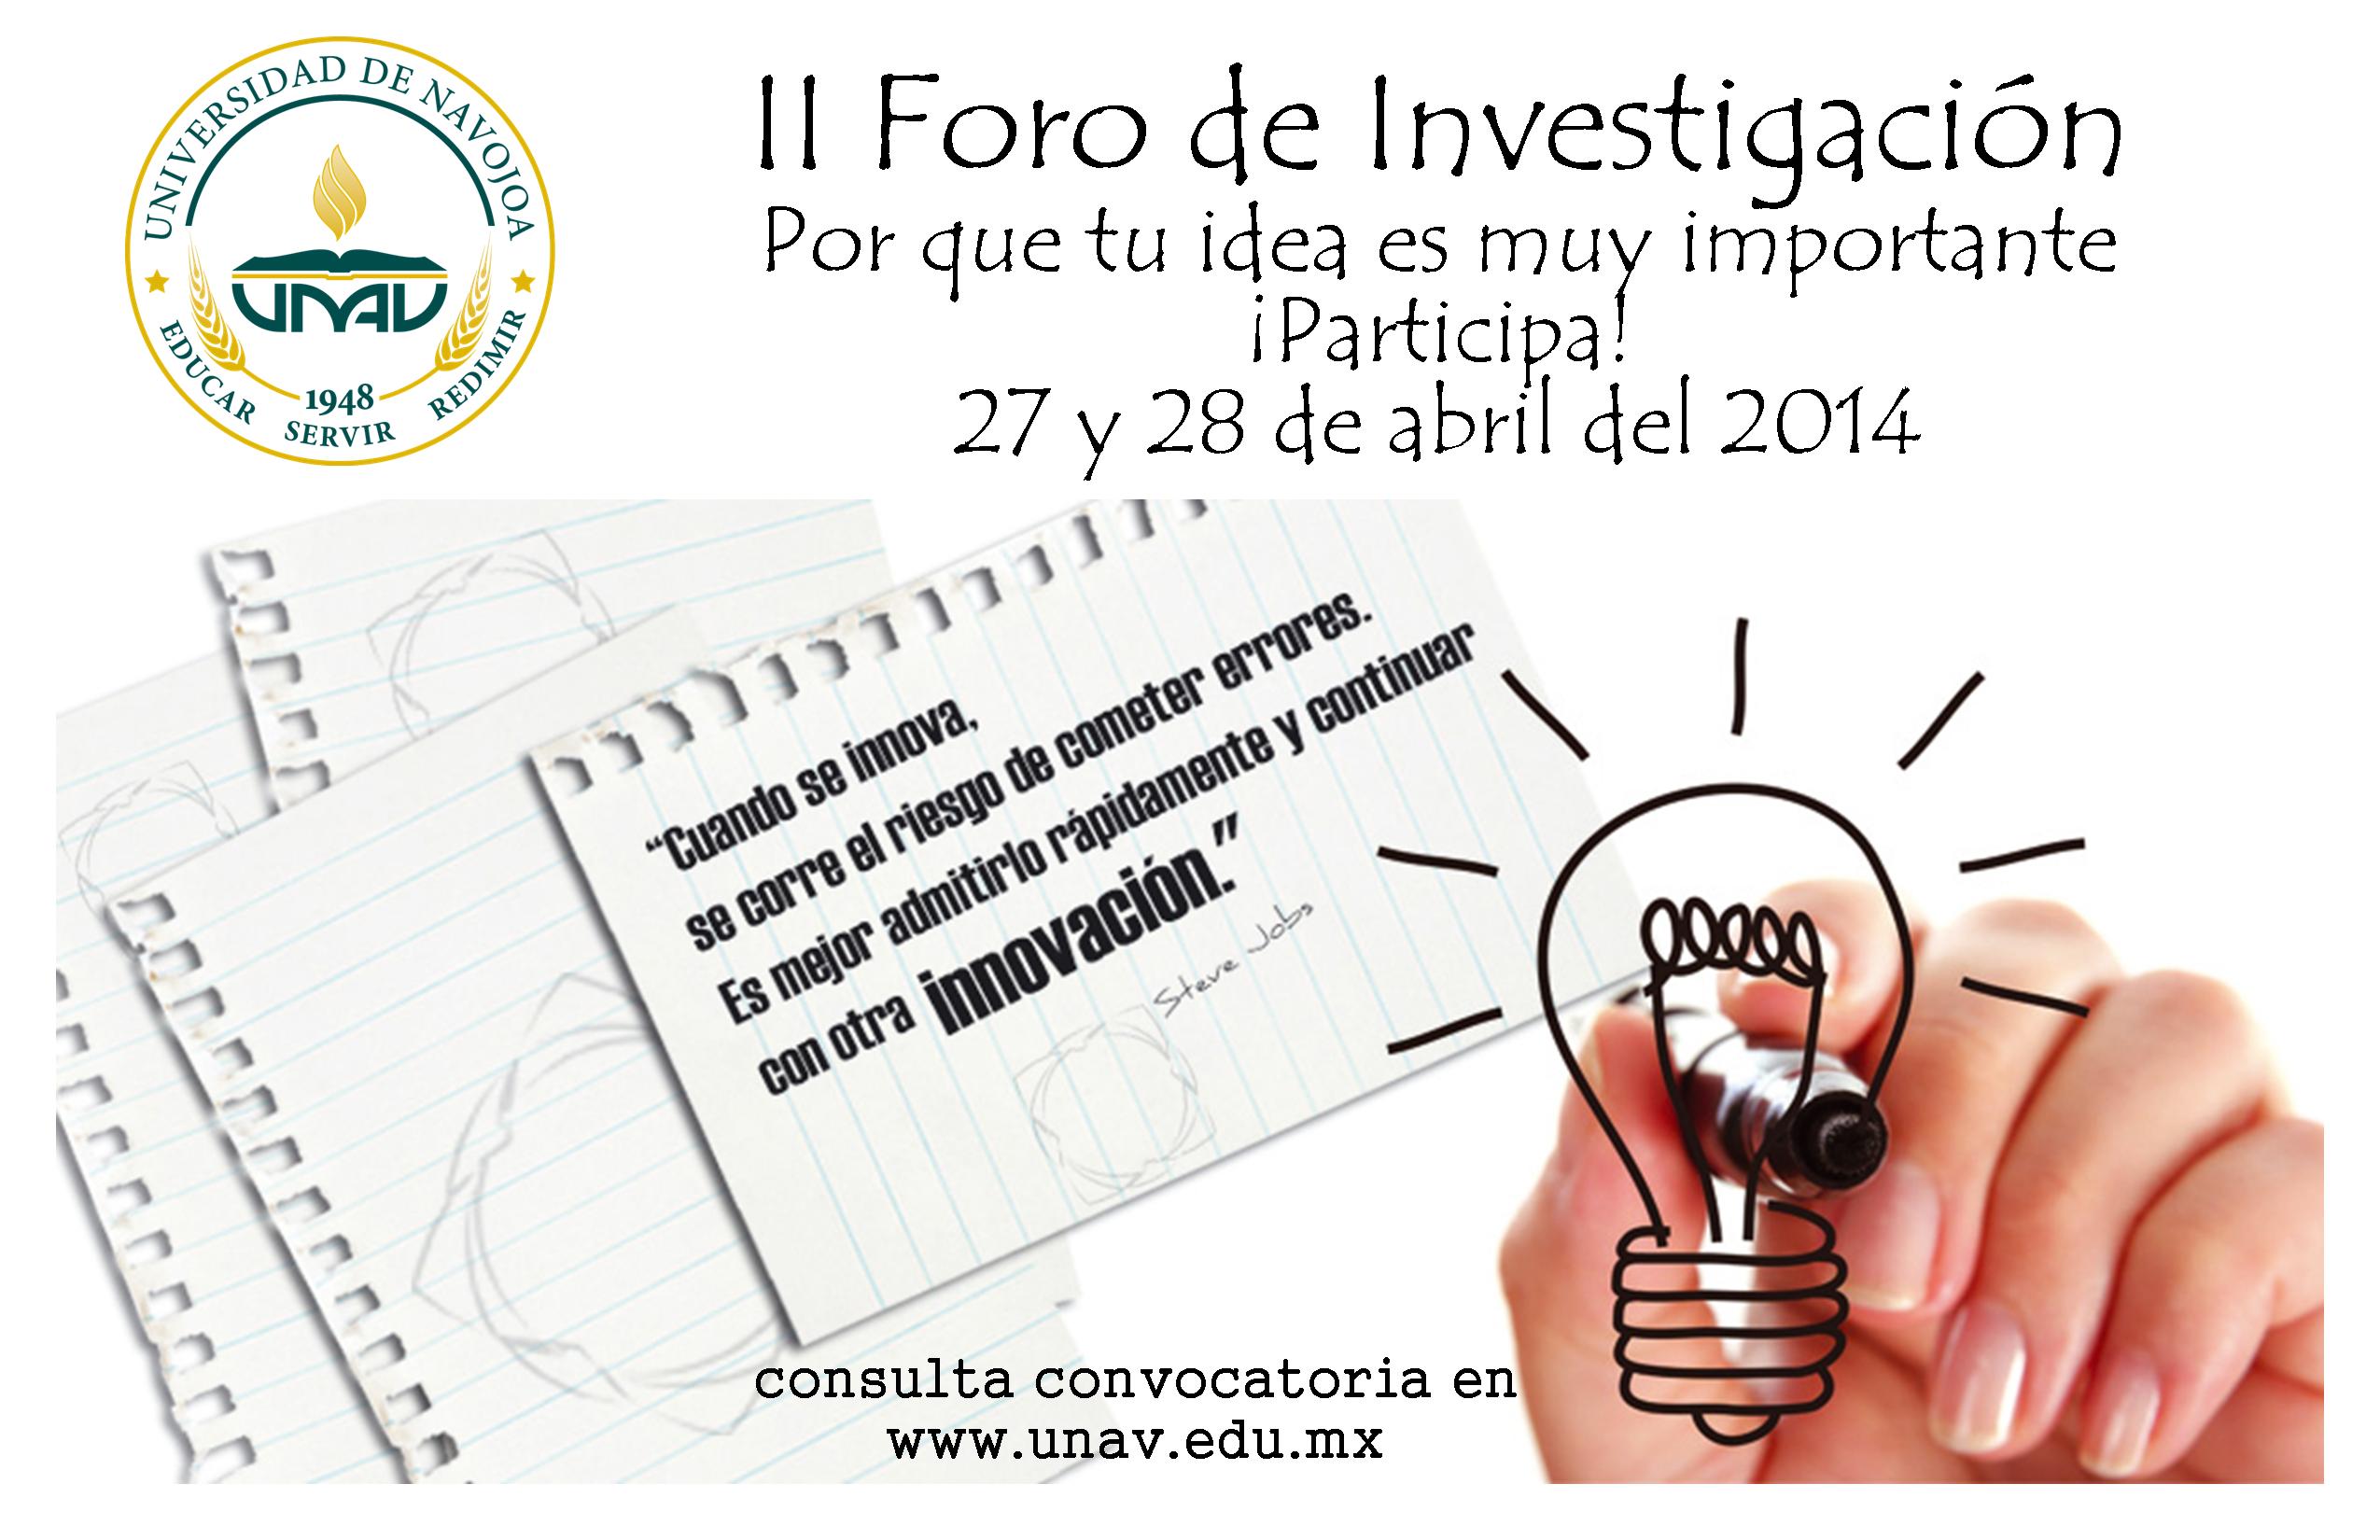 UNIVERSIDAD DE NAVOJOA
UNAV
1948
EDUCAR SERVIR REDIMIR
II Foro de Investigación
Por que tu idea es muy importante
¡Participa!
27 y 28 de abril del 2014
“Cuando se innova,
se corre el riesgo de cometer errores.
Es mejor admitirlo rápidamente y continuar
con otra innovación.”
Steve Jobs
consulta convocatoria en
www.unav.edu.mx